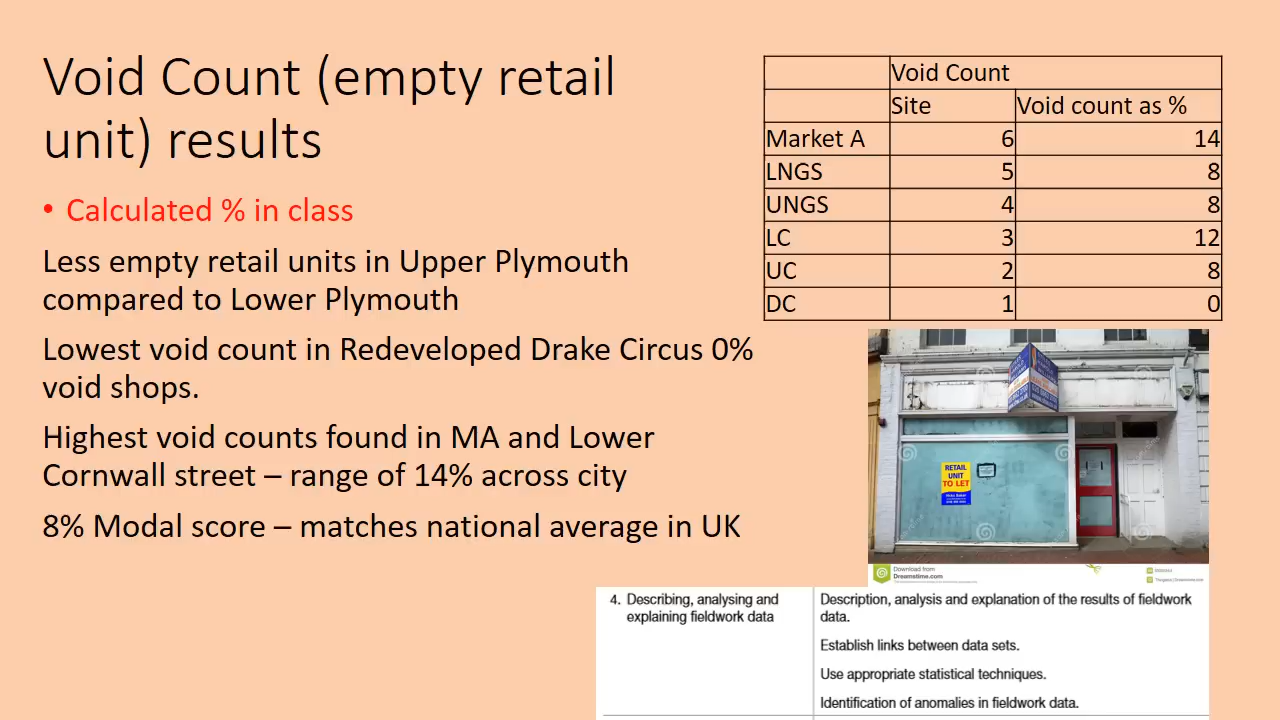 Void Count (empty retail
unit) results
• Calculated % in class
Less empty retail units in Upper Plymouth
compared to Lower Plymouth
Lowest void count in Redeveloped Drake Circus 0%
void shops.
Highest void counts found in MA and Lower
Cornwall street – range of 14% across city
8% Modal score – matches national average in UK
Void Count
Site Void count as %
Market A 6 14
LNGS 5 8
UNGS 4 8
LC 3 12
UC 2 8
DC 1 0
RETAIL
UNIT
TO LET
Download from
Dreamstime.com
4. Describing, analysing and
explaining fieldwork data
Description, analysis and explanation of the results of fieldwork
data.
Establish links between data sets.
Use appropriate statistical techniques.
Identification of anomalies in fieldwork data.